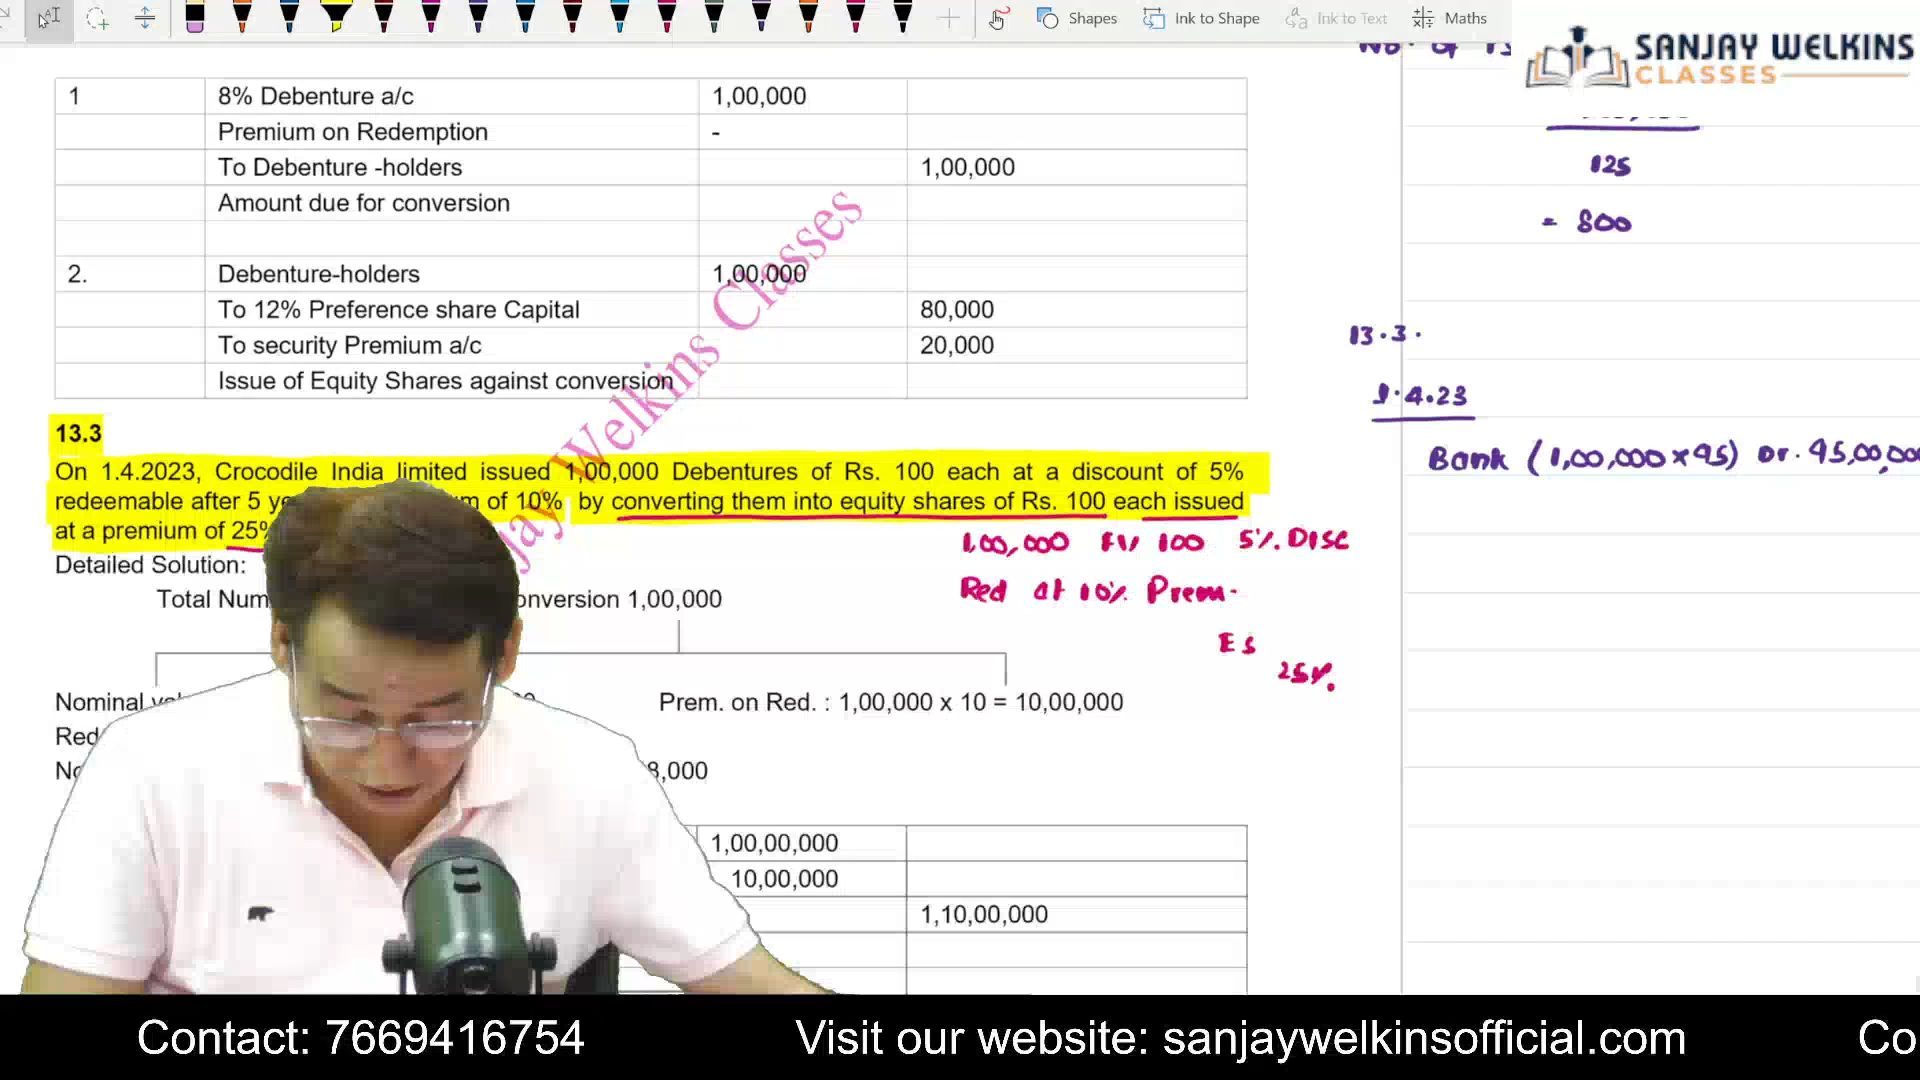 Shapes Ink to Shape Ink to Text Maths
SANJAY WELKINS
CLASSES
1 8% Debenture a/c 1,00,000
Premium on Redemption -
To Debenture -holders 1,00,000
Amount due for conversion
2. Debenture-holders 1,00,000
To 12% Preference share Capital 80,000
To security Premium a/c 20,000
Issue of Equity Shares against conversion
Welkins Classes
No. of
125
= 800
13.3.
1.4.23
Bank (1,00,000×95) Dr. 95,00,000
13.3
On 1.4.2023, Crocodile India limited issued 1,00,000 Debentures of Rs. 100 each at a discount of 5%
redeemable after 5 of 10% by converting them into equity shares of Rs. 100 each issued
at a premium of 25%
1,00,000 FV 100 5% Disc
Detailed Solution:
Red at 10% Prem.
Total 1,00,000
ES
25%.
Nominal Prem. on Red. : 1,00,000 x 10 = 10,00,000
1,00,00,000
10,00,000
1,10,00,000
Contact: 7669416754 Visit our website: sanjaywelkinsofficial.com Co